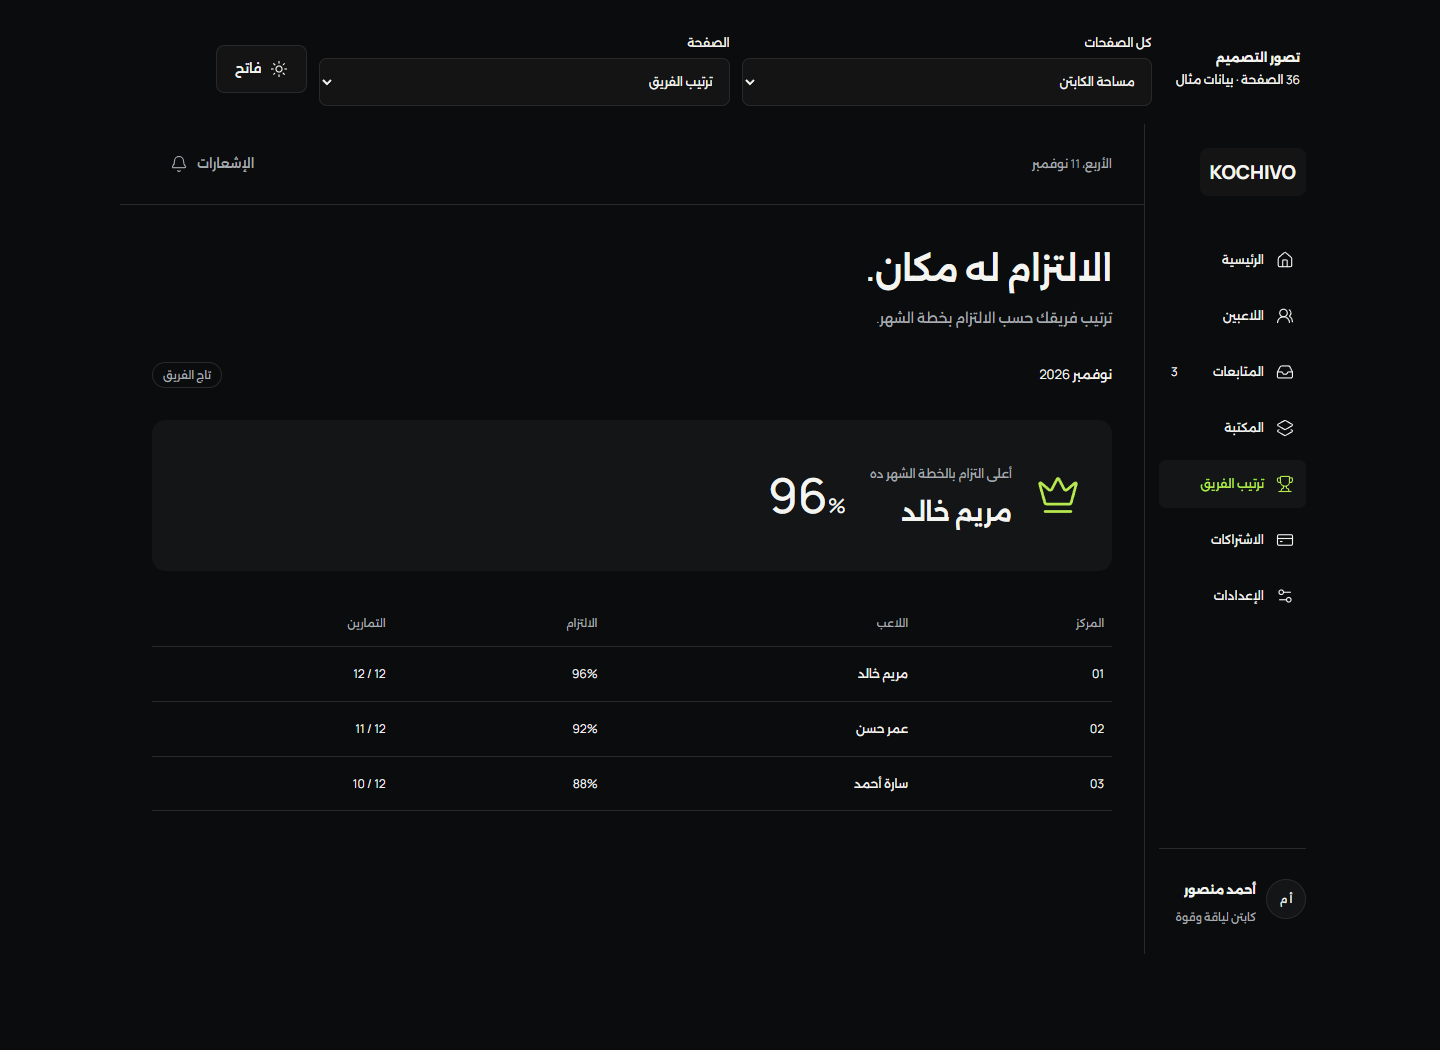 تصور التصميم
36 الصفحة · بيانات مثال
كل الصفحات
مساحة الكابتن
الصفحة
ترتيب الفريق
فاتح
KOCHIVO
الرئيسية
اللاعبين
المتابعات 3
المكتبة
ترتيب الفريق
الاشتراكات
الإعدادات
أ م
أحمد منصور
كابتن لياقة وقوة
الأربع، 11 نوفمبر
الإشعارات
الالتزام له مكان.
ترتيب فريقك حسب الالتزام بخطة الشهر.
نوفمبر 2026
تاج الفريق
أعلى التزام بالخطة الشهر ده
مريم خالد
96%
المركز اللاعب الالتزام التمارين
01 مريم خالد 96% 12 / 12
02 عمر حسن 92% 11 / 12
03 سارة أحمد 88% 10 / 12